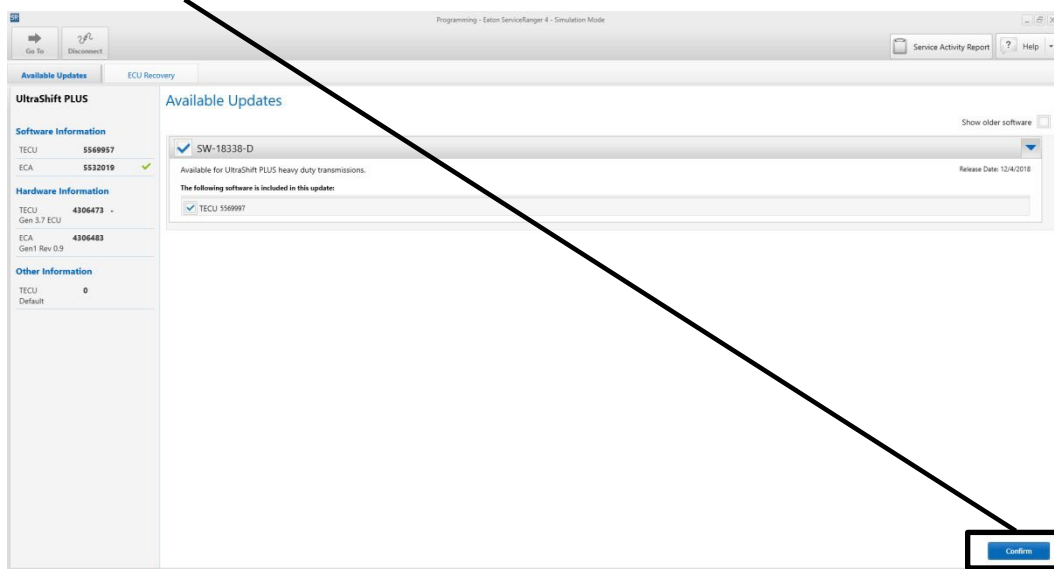 SR
Programming - Eaton ServiceRanger 4 - Simulation Mode
Go To
Disconnect
Service Activity Report
? Help
Available Updates
ECU Recovery
UltraShift PLUS
Software Information
TECU 5569957
ECA 5532019
Hardware Information
TECU 4306473 -
Gen 3.7 ECU
ECA 4306483
Gen1 Rev 0.9
Other Information
TECU 0
Default
Available Updates
Show older software
SW-18338-D
Available for UltraShift PLUS heavy duty transmissions.
Release Date: 12/4/2018
The following software is included in this update:
TECU 5569997
Confirm